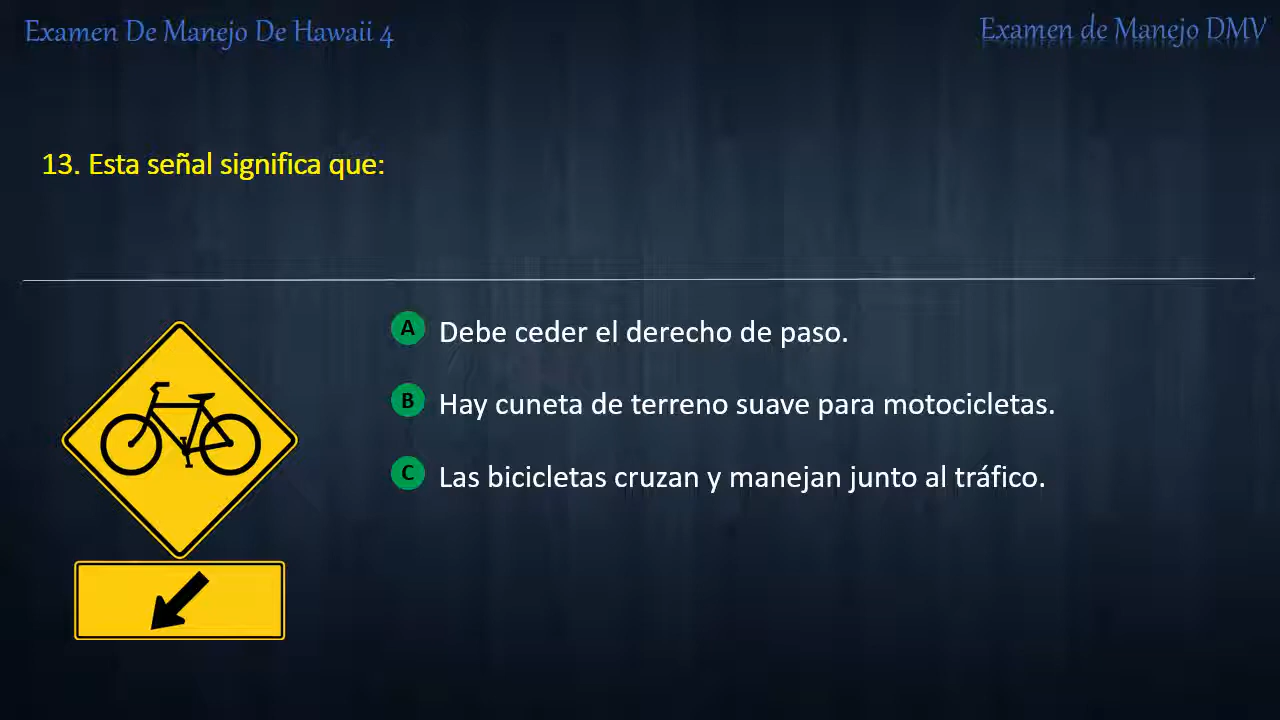 Examen De Manejo De Hawaii 4
Examen de Manejo DMV
13. Esta señal significa que:
A Debe ceder el derecho de paso.
B Hay cuneta de terreno suave para motocicletas.
C Las bicicletas cruzan y manejan junto al tráfico.